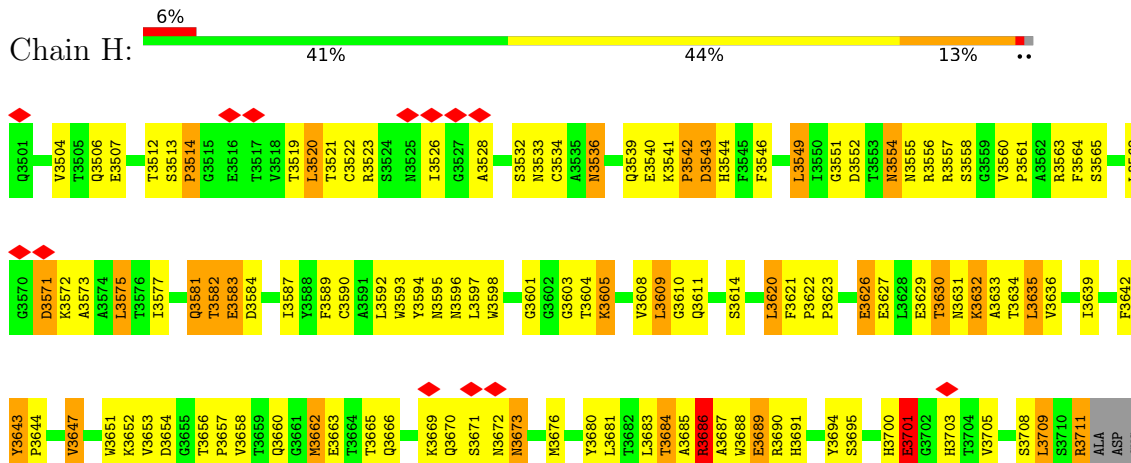 6%
Chain H:
41% 44% 13% ..
Q3501 V3504 T3505 Q3506 E3507 T3512 S3513 P3514 G3515 E3516 T3517 V3518 T3519 L3520 T3521 C3522 R3523 S3524 N3525 I3526 G3527 A3528 S3532 N3533 C3534 A3535 N3536 Q3539 E3540 K3541 P3542 D3543 H3544 F3545 F3546 L3549 I3550 G3551 D3552 T3553 N3554 N3555 R3556 R3557 S3558 G3559 V3560 P3561 A3562 R3563 F3564 S3565
G3570 D3571 K3572 A3573 A3574 L3575 T3576 I3577 Q3581 T3582 E3583 D3584 I3587 Y3588 F3589 C3590 A3591 L3592 W3593 Y3594 N3595 N3596 L3597 W3598 G3601 G3602 G3603 T3604 K3605 V3608 L3609 G3610 Q3611 S3614 L3620 F3621 P3622 P3623 E3626 E3627 L3628 E3629 T3630 N3631 K3632 A3633 T3634 L3635 V3636 I3639 F3642
Y3643 P3644 V3647 W3651 K3652 V3653 D3654 G3655 T3656 P3657 V3658 T3659 Q3660 G3661 M3662 E3663 T3664 T3665 Q3666 K3669 Q3670 S3671 N3672 N3673 M3676 Y3680 L3681 T3682 L3683 T3684 A3685 R3686 A3687 W3688 E3689 R3690 H3691 Y3694 S3695 H3700 E3701 G3702 H3703 T3704 V3705 S3708 L3709 S3710 R3711 ALA ASP